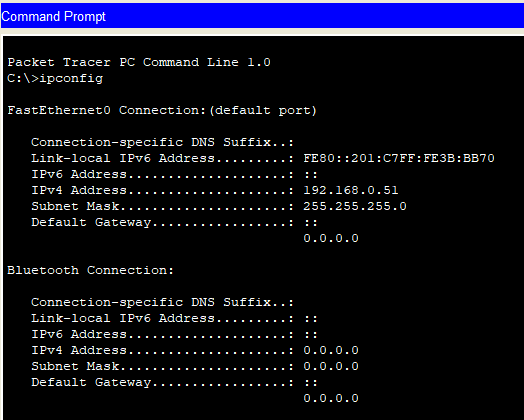 Command Prompt
Packet Tracer PC Command Line 1.0
C:\>ipconfig
FastEthernet0 Connection:(default port)
Connection-specific DNS Suffix..:
Link-local IPv6 Address.........: FE80::201:C7FF:FE3B:BB70
IPv6 Address....................: ::
IPv4 Address....................: 192.168.0.51
Subnet Mask.....................: 255.255.255.0
Default Gateway.................: ::
0.0.0.0
Bluetooth Connection:
Connection-specific DNS Suffix..:
Link-local IPv6 Address.........: ::
IPv6 Address....................: ::
IPv4 Address....................: 0.0.0.0
Subnet Mask.....................: 0.0.0.0
Default Gateway.................: ::
0.0.0.0